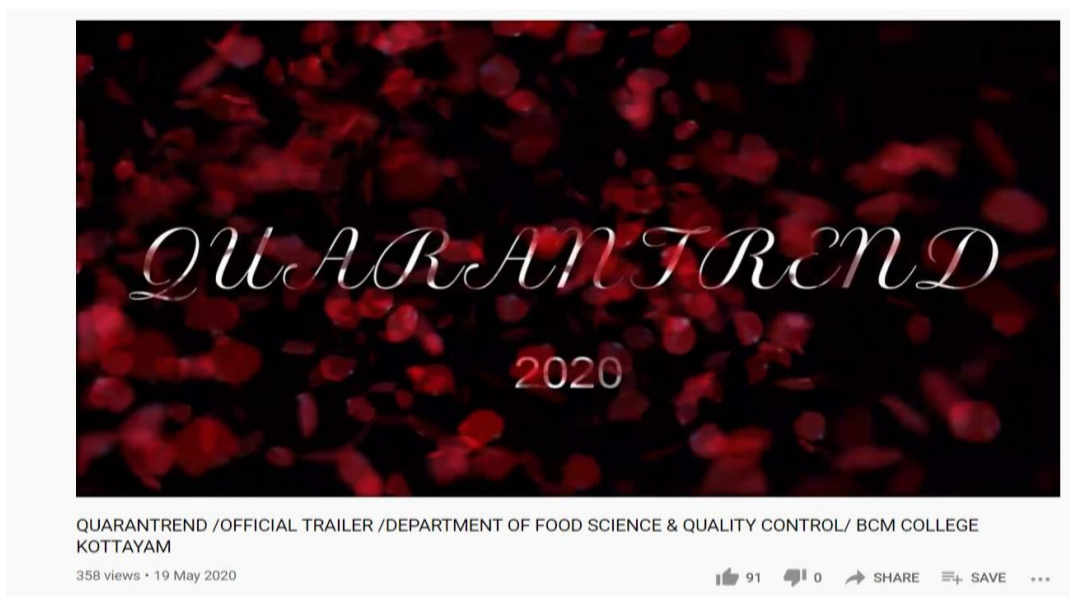 QUARANTREND
2020
QUARANTREND /OFFICIAL TRAILER /DEPARTMENT OF FOOD SCIENCE & QUALITY CONTROL/ BCM COLLEGE
KOTTAYAM
358 views • 19 May 2020 91 0 SHARE SAVE